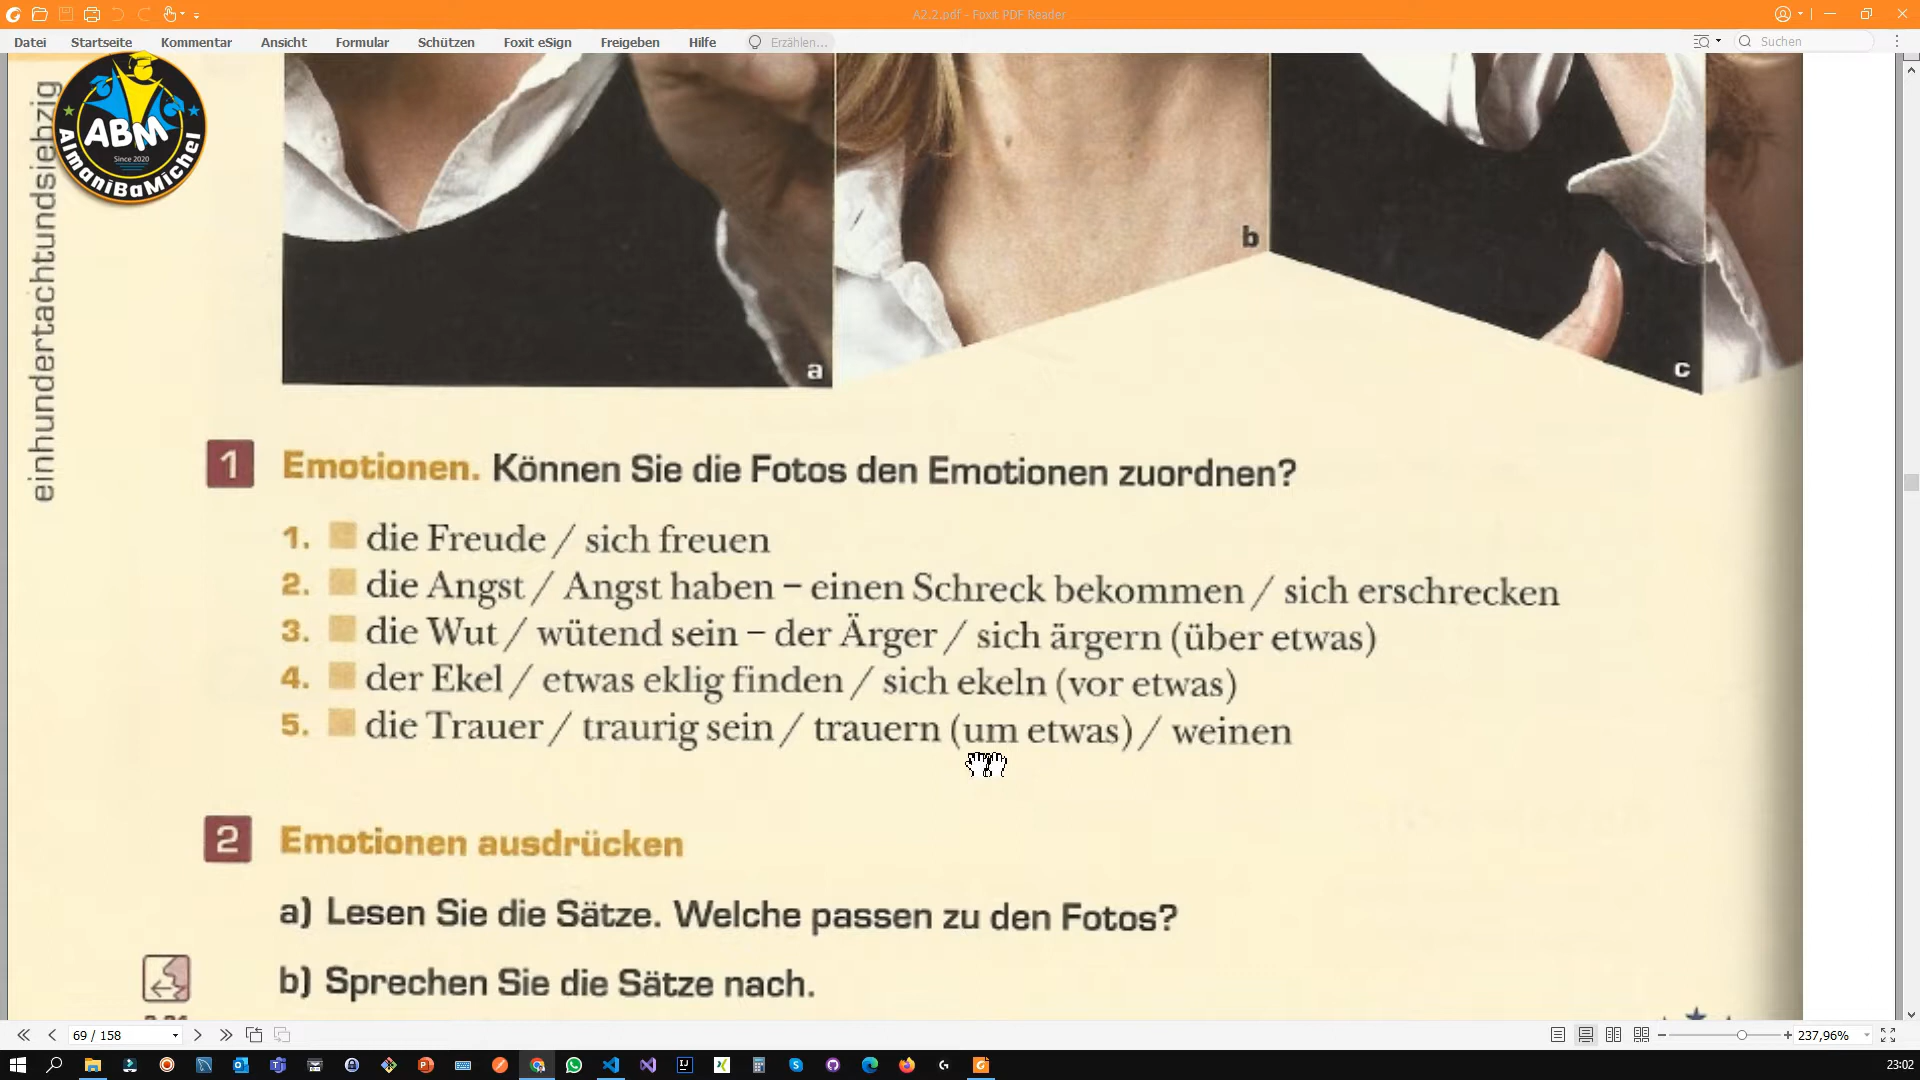 A2.2.pdf - Foxit PDF Reader
Datei Startseite Kommentar Ansicht Formular Schützen Foxit eSign Freigeben Hilfe Erzählen... Suchen
ABM
Since 2020
AlmaniBaMichel
einhundertachtundsiebzig
a
b
c
1 Emotionen. Können Sie die Fotos den Emotionen zuordnen?
1. die Freude / sich freuen
2. die Angst / Angst haben – einen Schreck bekommen / sich erschrecken
3. die Wut / wütend sein – der Ärger / sich ärgern (über etwas)
4. der Ekel / etwas eklig finden / sich ekeln (vor etwas)
5. die Trauer / traurig sein / trauern (um etwas) / weinen
2 Emotionen ausdrücken
a) Lesen Sie die Sätze. Welche passen zu den Fotos?
b) Sprechen Sie die Sätze nach.
69 / 158
237,96%
23:02